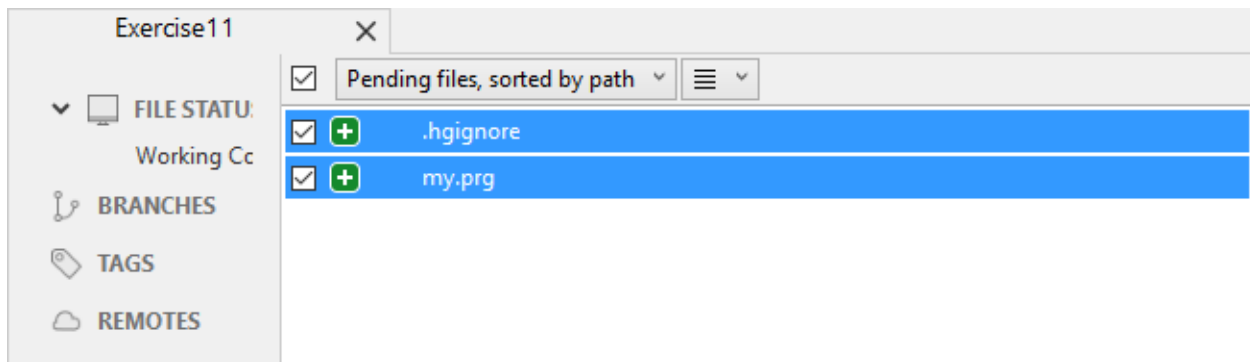 Exercise11
Pending files, sorted by path
FILE STATU
Working Cc
.hgignore
my.prg
BRANCHES
TAGS
REMOTES